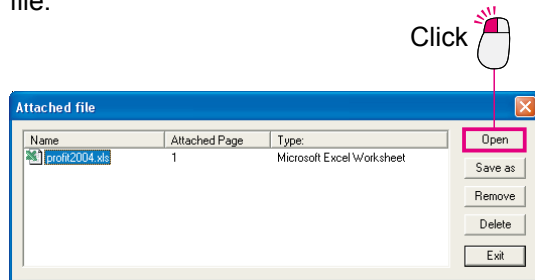 file.
Click
Attached file
Name Attached Page Type: Open
profit2004.xls 1 Microsoft Excel Worksheet
Save as
Remove
Delete
Exit